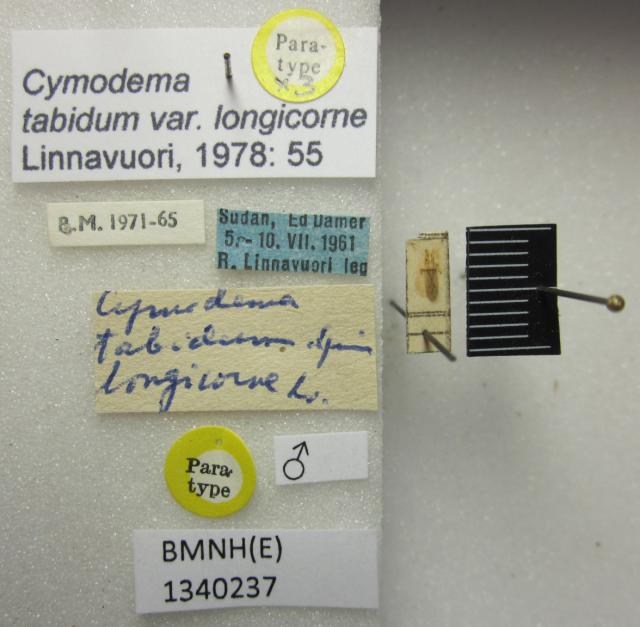 Para-
type
x3
Cymodema
tabidum var. longicorne
Linnavuori, 1978: 55
B.M. 1971-65
Sudan, Ed Damer
5.- 10. VII. 1961
R. Linnavuori leg
Cymodema
tabidum
longicorne
Para-
type
♂
BMNH(E)
1340237